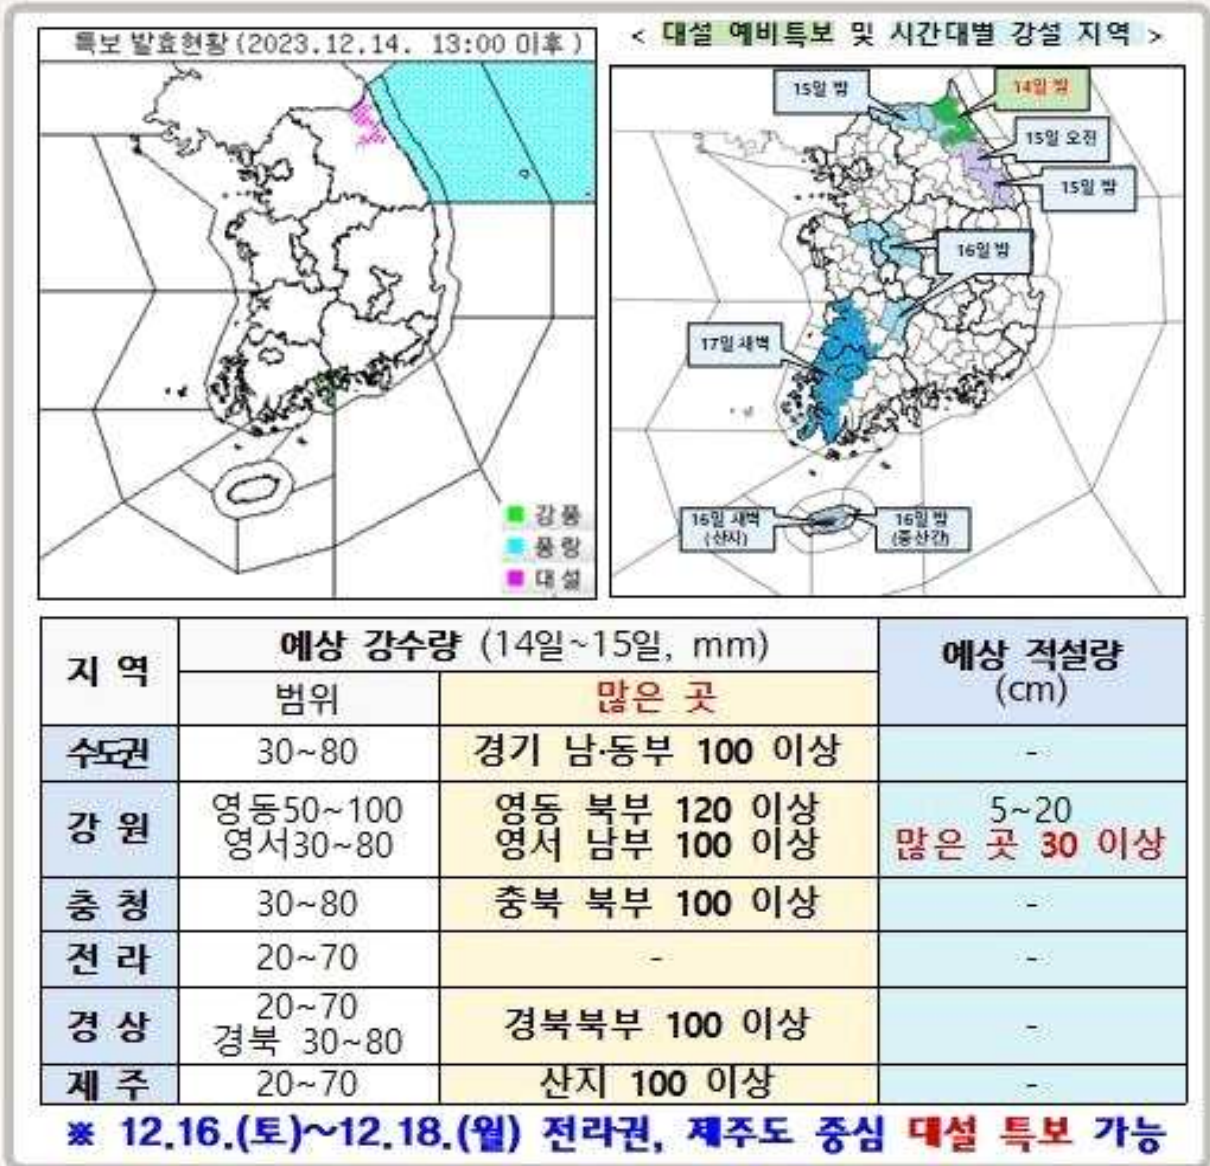 특보 발효현황(2023.12.14. 13:00 이후)
강풍
풍랑
대설
< 대설 예비특보 및 시간대별 강설 지역 >
15일 밤
14일 밤
15일 오전
15일 밤
16일 밤
17일 새벽
16일 새벽
(산지)
16일 밤
(중산간)
지 역
예상 강수량 (14일~15일, mm)
예상 적설량
(cm)
범위
많은 곳
수도권
30~80
경기 남·동부 100 이상
-
강 원
영동50~100
영서30~80
영동 북부 120 이상
영서 남부 100 이상
5~20
많은 곳 30 이상
충 청
30~80
충북 북부 100 이상
-
전 라
20~70
-
-
경 상
20~70
경북 30~80
경북북부 100 이상
-
제 주
20~70
산지 100 이상
-
※ 12.16.(토)~12.18.(월) 전라권, 제주도 중심 대설 특보 가능